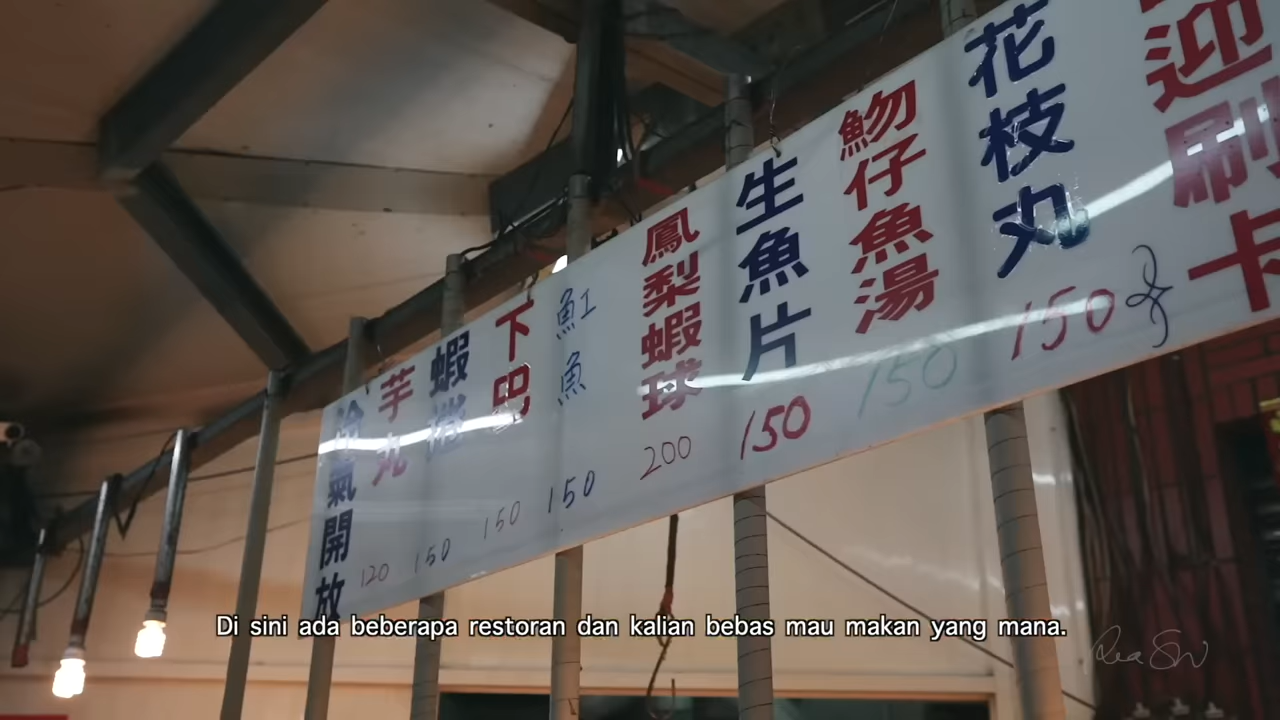 冷氣開放
芋丸
120
蝦捲
150
下巴
150
魟魚
150
鳳梨蝦球
200
生魚片
150
魩仔魚湯
150
花枝丸
150
迎刷卡
Di sini ada beberapa restoran dan kalian bebas mau makan yang mana.